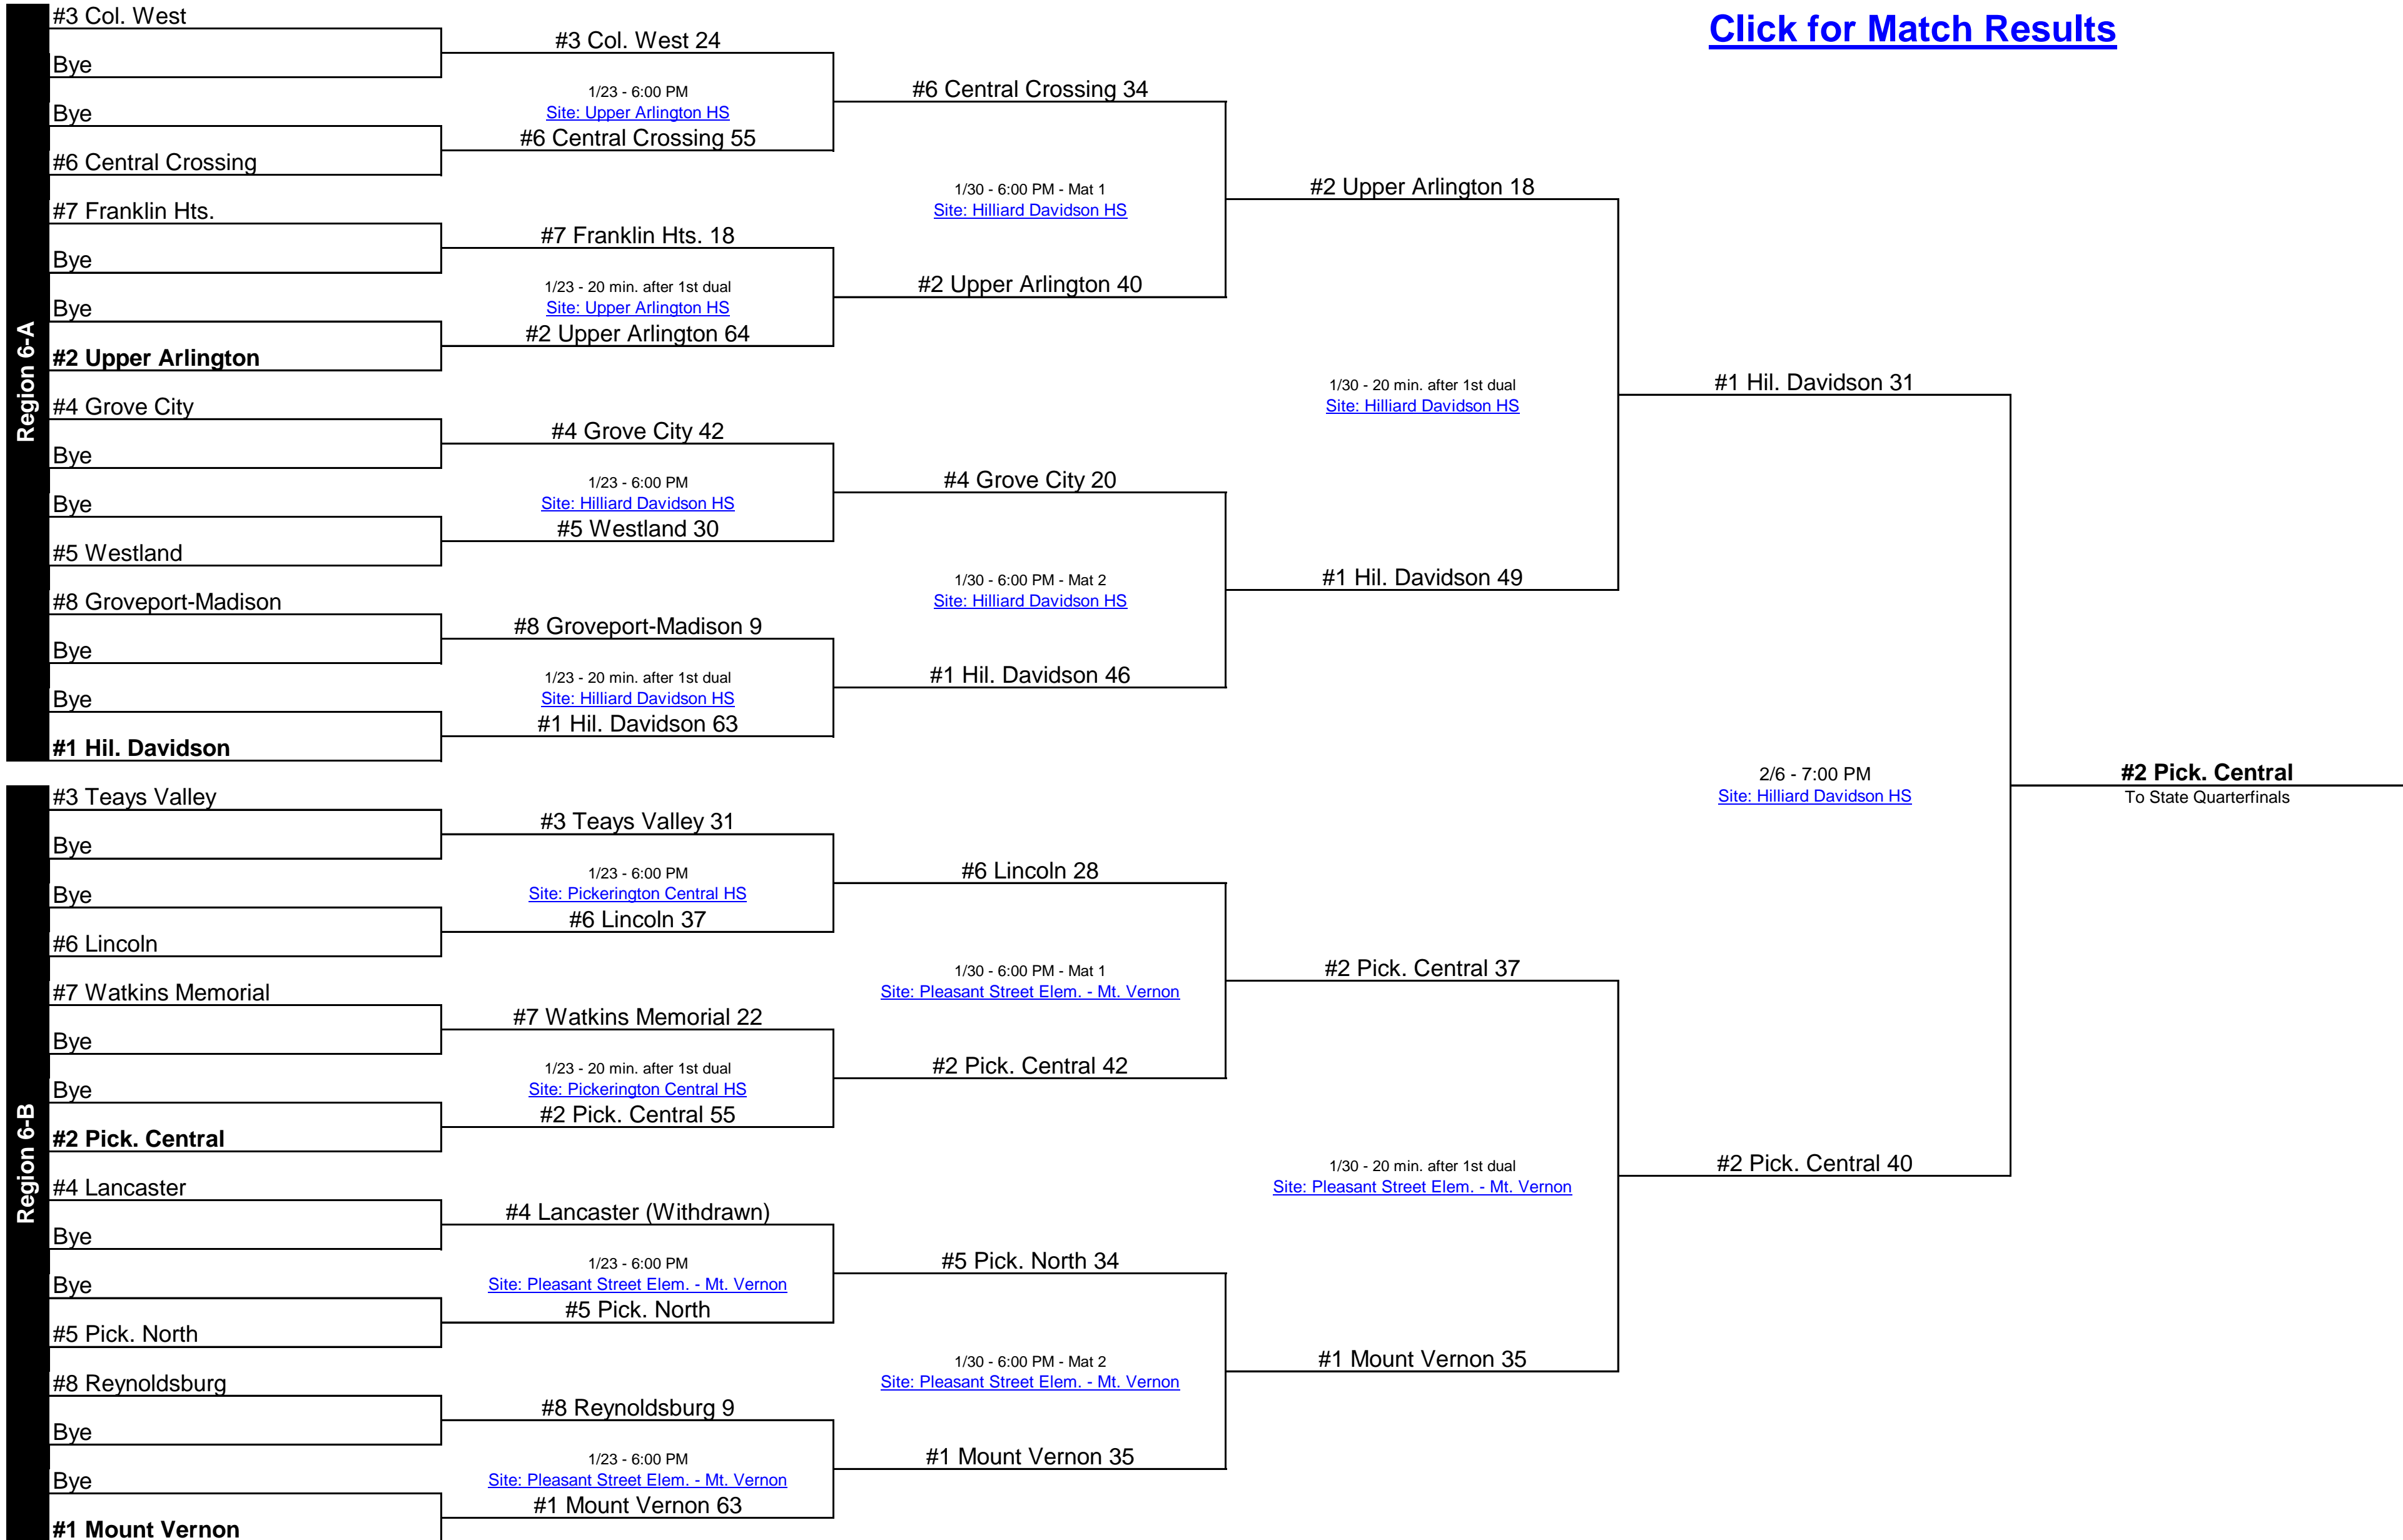 Click for Match Results
Region 6-A
#3 Col. West
Bye
Bye
#6 Central Crossing
#7 Franklin Hts.
Bye
Bye
#2 Upper Arlington
#4 Grove City
Bye
Bye
#5 Westland
#8 Groveport-Madison
Bye
Bye
#1 Hil. Davidson
#3 Col. West 24
1/23 - 6:00 PM
Site: Upper Arlington HS
#6 Central Crossing 55
#7 Franklin Hts. 18
1/23 - 20 min. after 1st dual
Site: Upper Arlington HS
#2 Upper Arlington 64
#4 Grove City 42
1/23 - 6:00 PM
Site: Hilliard Davidson HS
#5 Westland 30
#8 Groveport-Madison 9
1/23 - 20 min. after 1st dual
Site: Hilliard Davidson HS
#1 Hil. Davidson 63
#6 Central Crossing 34
1/30 - 6:00 PM - Mat 1
Site: Hilliard Davidson HS
#2 Upper Arlington 40
#4 Grove City 20
1/30 - 6:00 PM - Mat 2
Site: Hilliard Davidson HS
#1 Hil. Davidson 46
#2 Upper Arlington 18
1/30 - 20 min. after 1st dual
Site: Hilliard Davidson HS
#1 Hil. Davidson 49
Region 6-B
#3 Teays Valley
Bye
Bye
#6 Lincoln
#7 Watkins Memorial
Bye
Bye
#2 Pick. Central
#4 Lancaster
Bye
Bye
#5 Pick. North
#8 Reynoldsburg
Bye
Bye
#1 Mount Vernon
#3 Teays Valley 31
1/23 - 6:00 PM
Site: Pickerington Central HS
#6 Lincoln 37
#7 Watkins Memorial 22
1/23 - 20 min. after 1st dual
Site: Pickerington Central HS
#2 Pick. Central 55
#4 Lancaster (Withdrawn)
1/23 - 6:00 PM
Site: Pleasant Street Elem. - Mt. Vernon
#5 Pick. North
#8 Reynoldsburg 9
1/23 - 6:00 PM
Site: Pleasant Street Elem. - Mt. Vernon
#1 Mount Vernon 63
#6 Lincoln 28
1/30 - 6:00 PM - Mat 1
Site: Pleasant Street Elem. - Mt. Vernon
#2 Pick. Central 42
#5 Pick. North 34
1/30 - 6:00 PM - Mat 2
Site: Pleasant Street Elem. - Mt. Vernon
#1 Mount Vernon 35
#2 Pick. Central 37
1/30 - 20 min. after 1st dual
Site: Pleasant Street Elem. - Mt. Vernon
#1 Mount Vernon 35
#1 Hil. Davidson 31
2/6 - 7:00 PM
Site: Hilliard Davidson HS
#2 Pick. Central 40
#2 Pick. Central
To State Quarterfinals